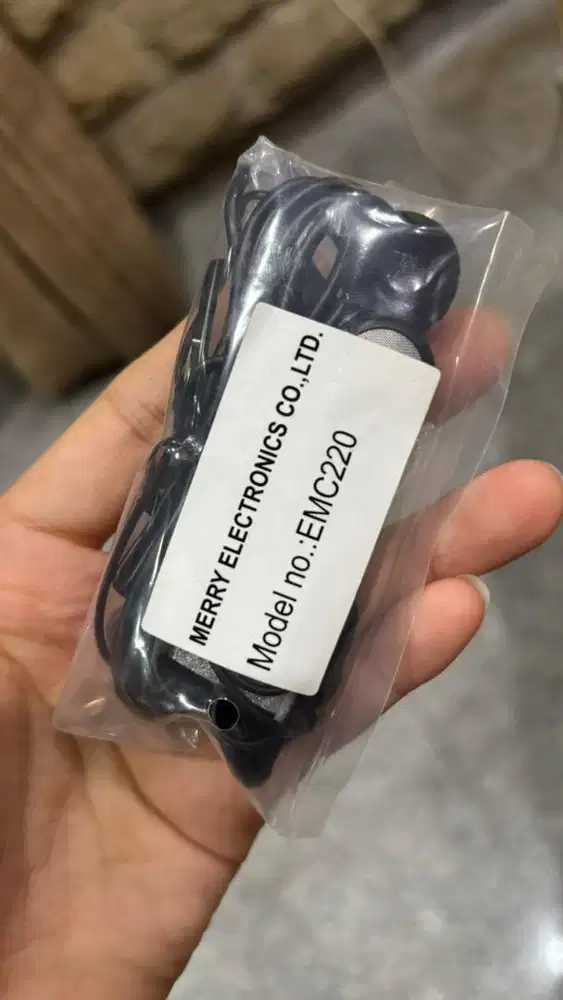 MERRY ELECTRONICS CO.,LTD.
Model no.:EMC220